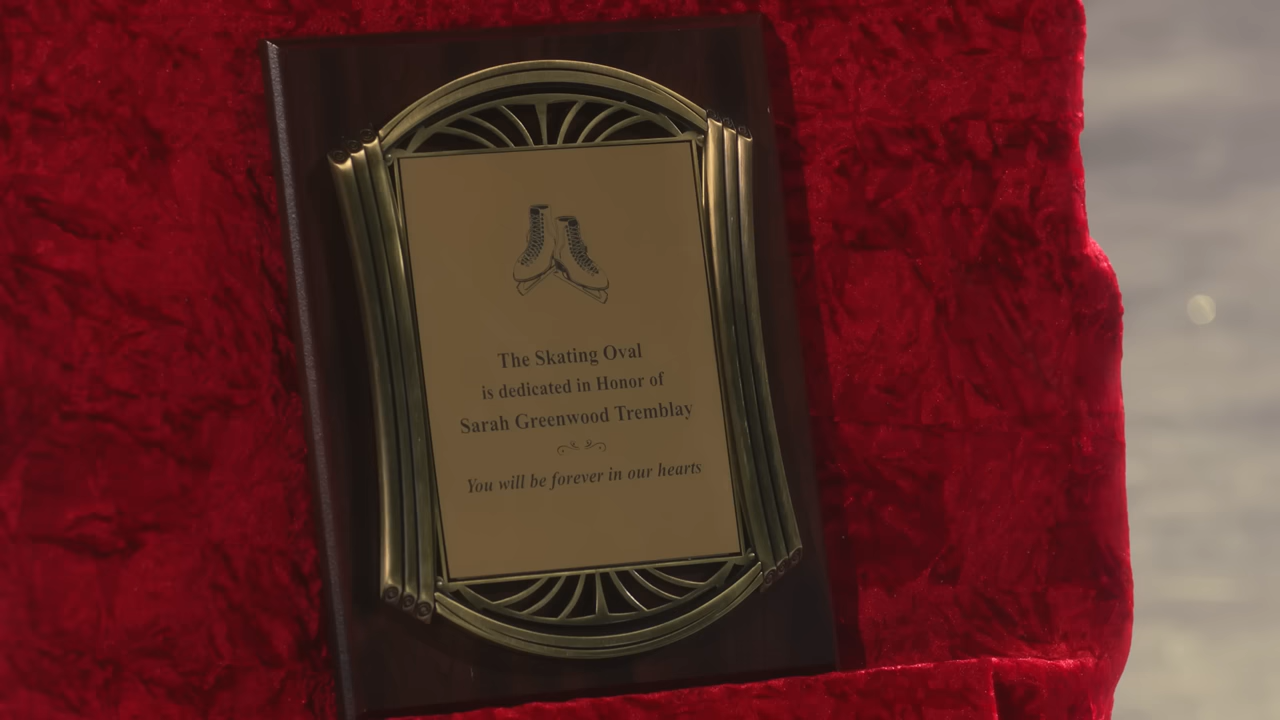 The Skating Oval
is dedicated in Honor of
Sarah Greenwood Tremblay
You will be forever in our hearts